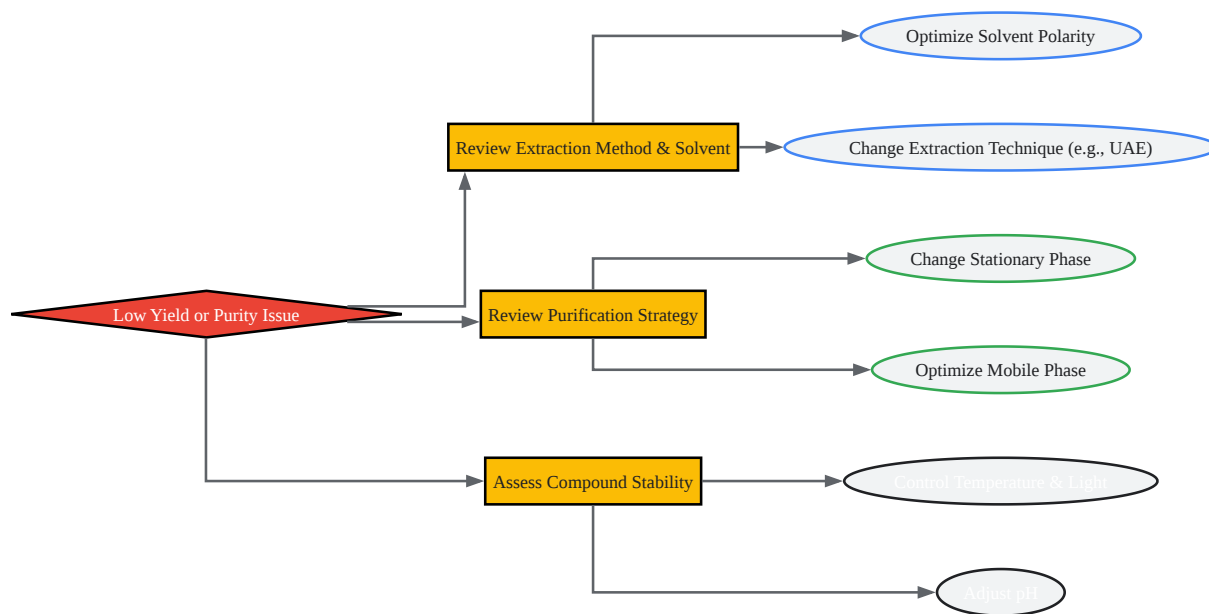 Optimize Solvent Polarity
Review Extraction Method & Solvent
Change Extraction Technique (e.g., UAE)
Change Stationary Phase
Low Yield or Purity Issue
Review Purification Strategy
Optimize Mobile Phase
Assess Compound Stability
Control Temperature & Light
Adjust pH